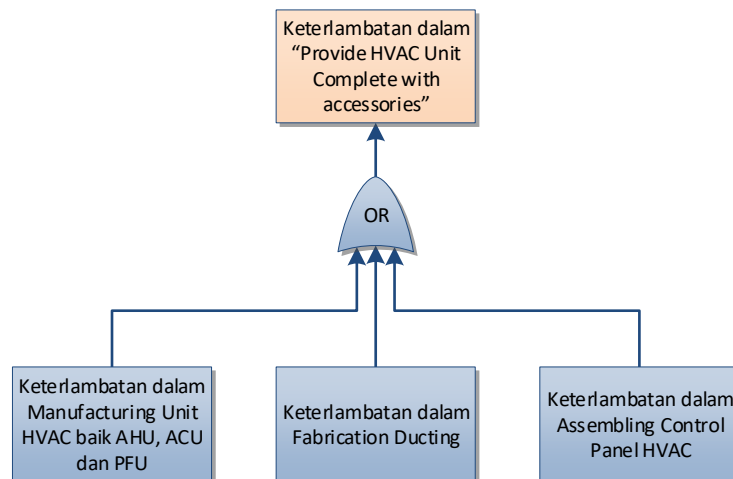 Keterlambatan dalam
“Provide HVAC Unit
Complete with
accessories”
OR
Keterlambatan dalam
Manufacturing Unit
HVAC baik AHU, ACU
dan PFU
Keterlambatan dalam
Fabrication Ducting
Keterlambatan dalam
Assembling Control
Panel HVAC